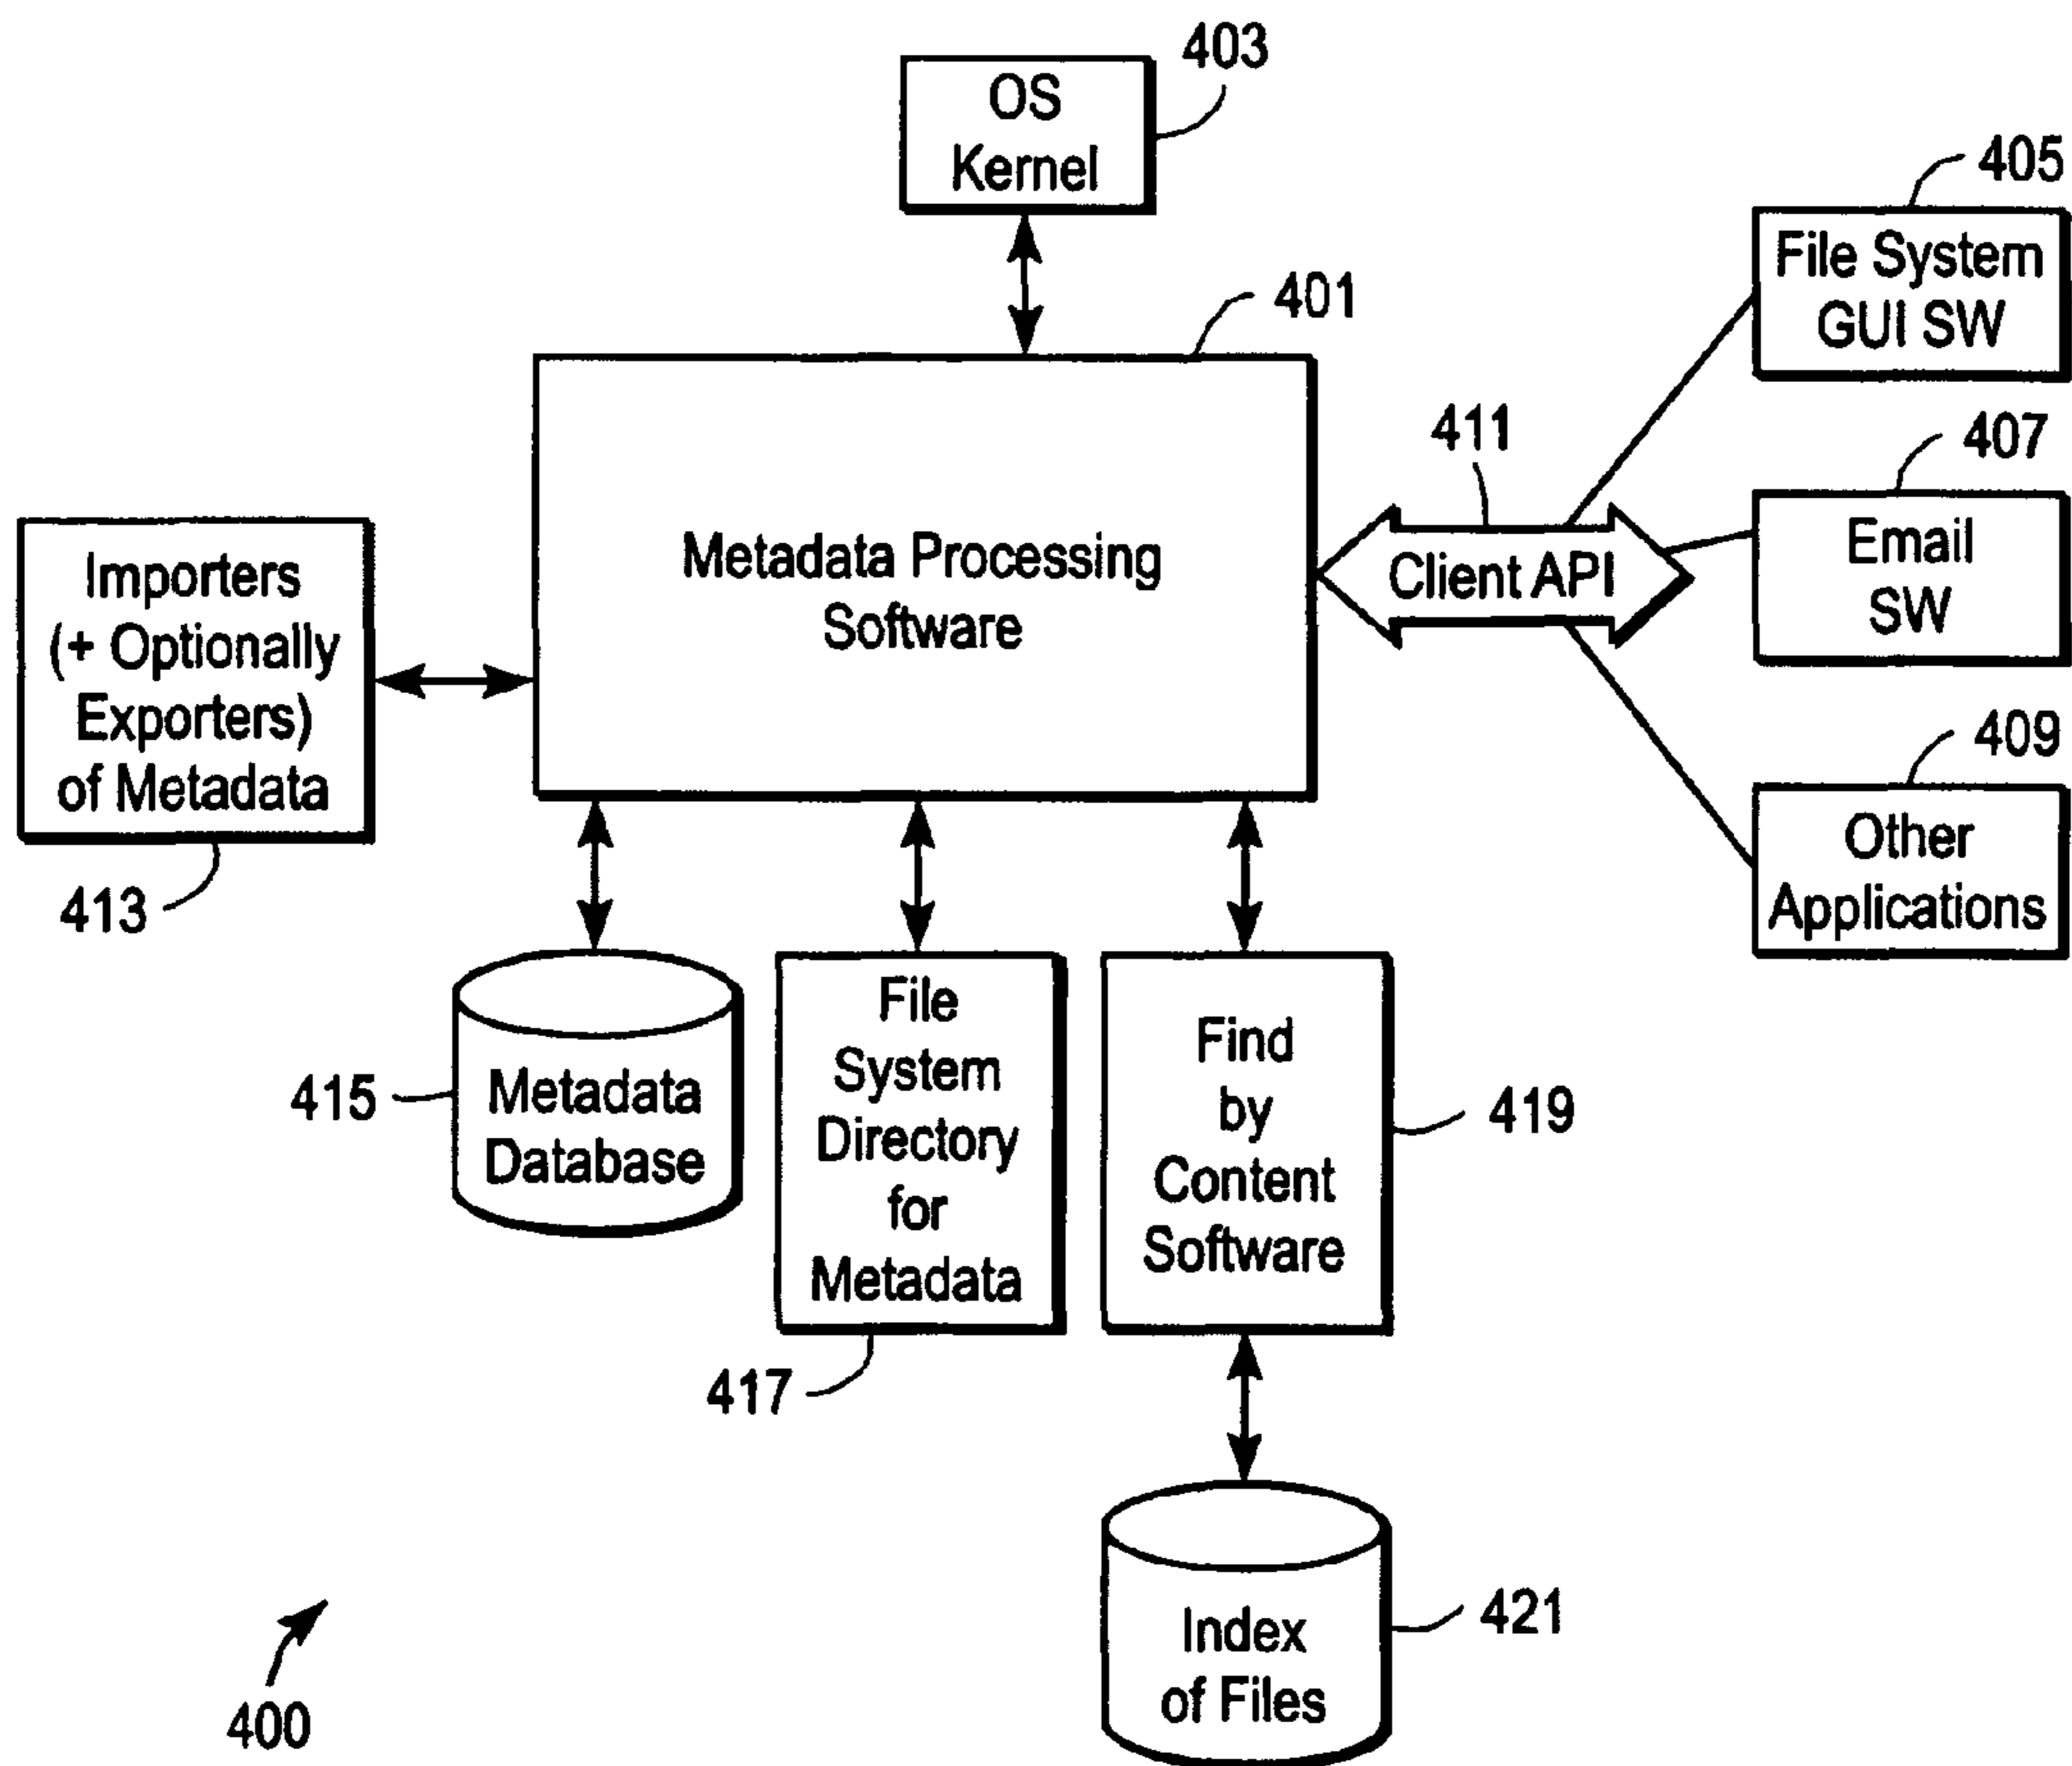 403
OS
Kernel
405
File System
GUI SW
401
411
407
Metadata Processing
Software
Client API
Email
SW
Importers
(+ Optionally
Exporters)
of Metadata
413
409
Other
Applications
415
Metadata
Database
File
System
Directory
for
Metadata
417
Find
by
Content
Software
419
421
Index
of Files
400